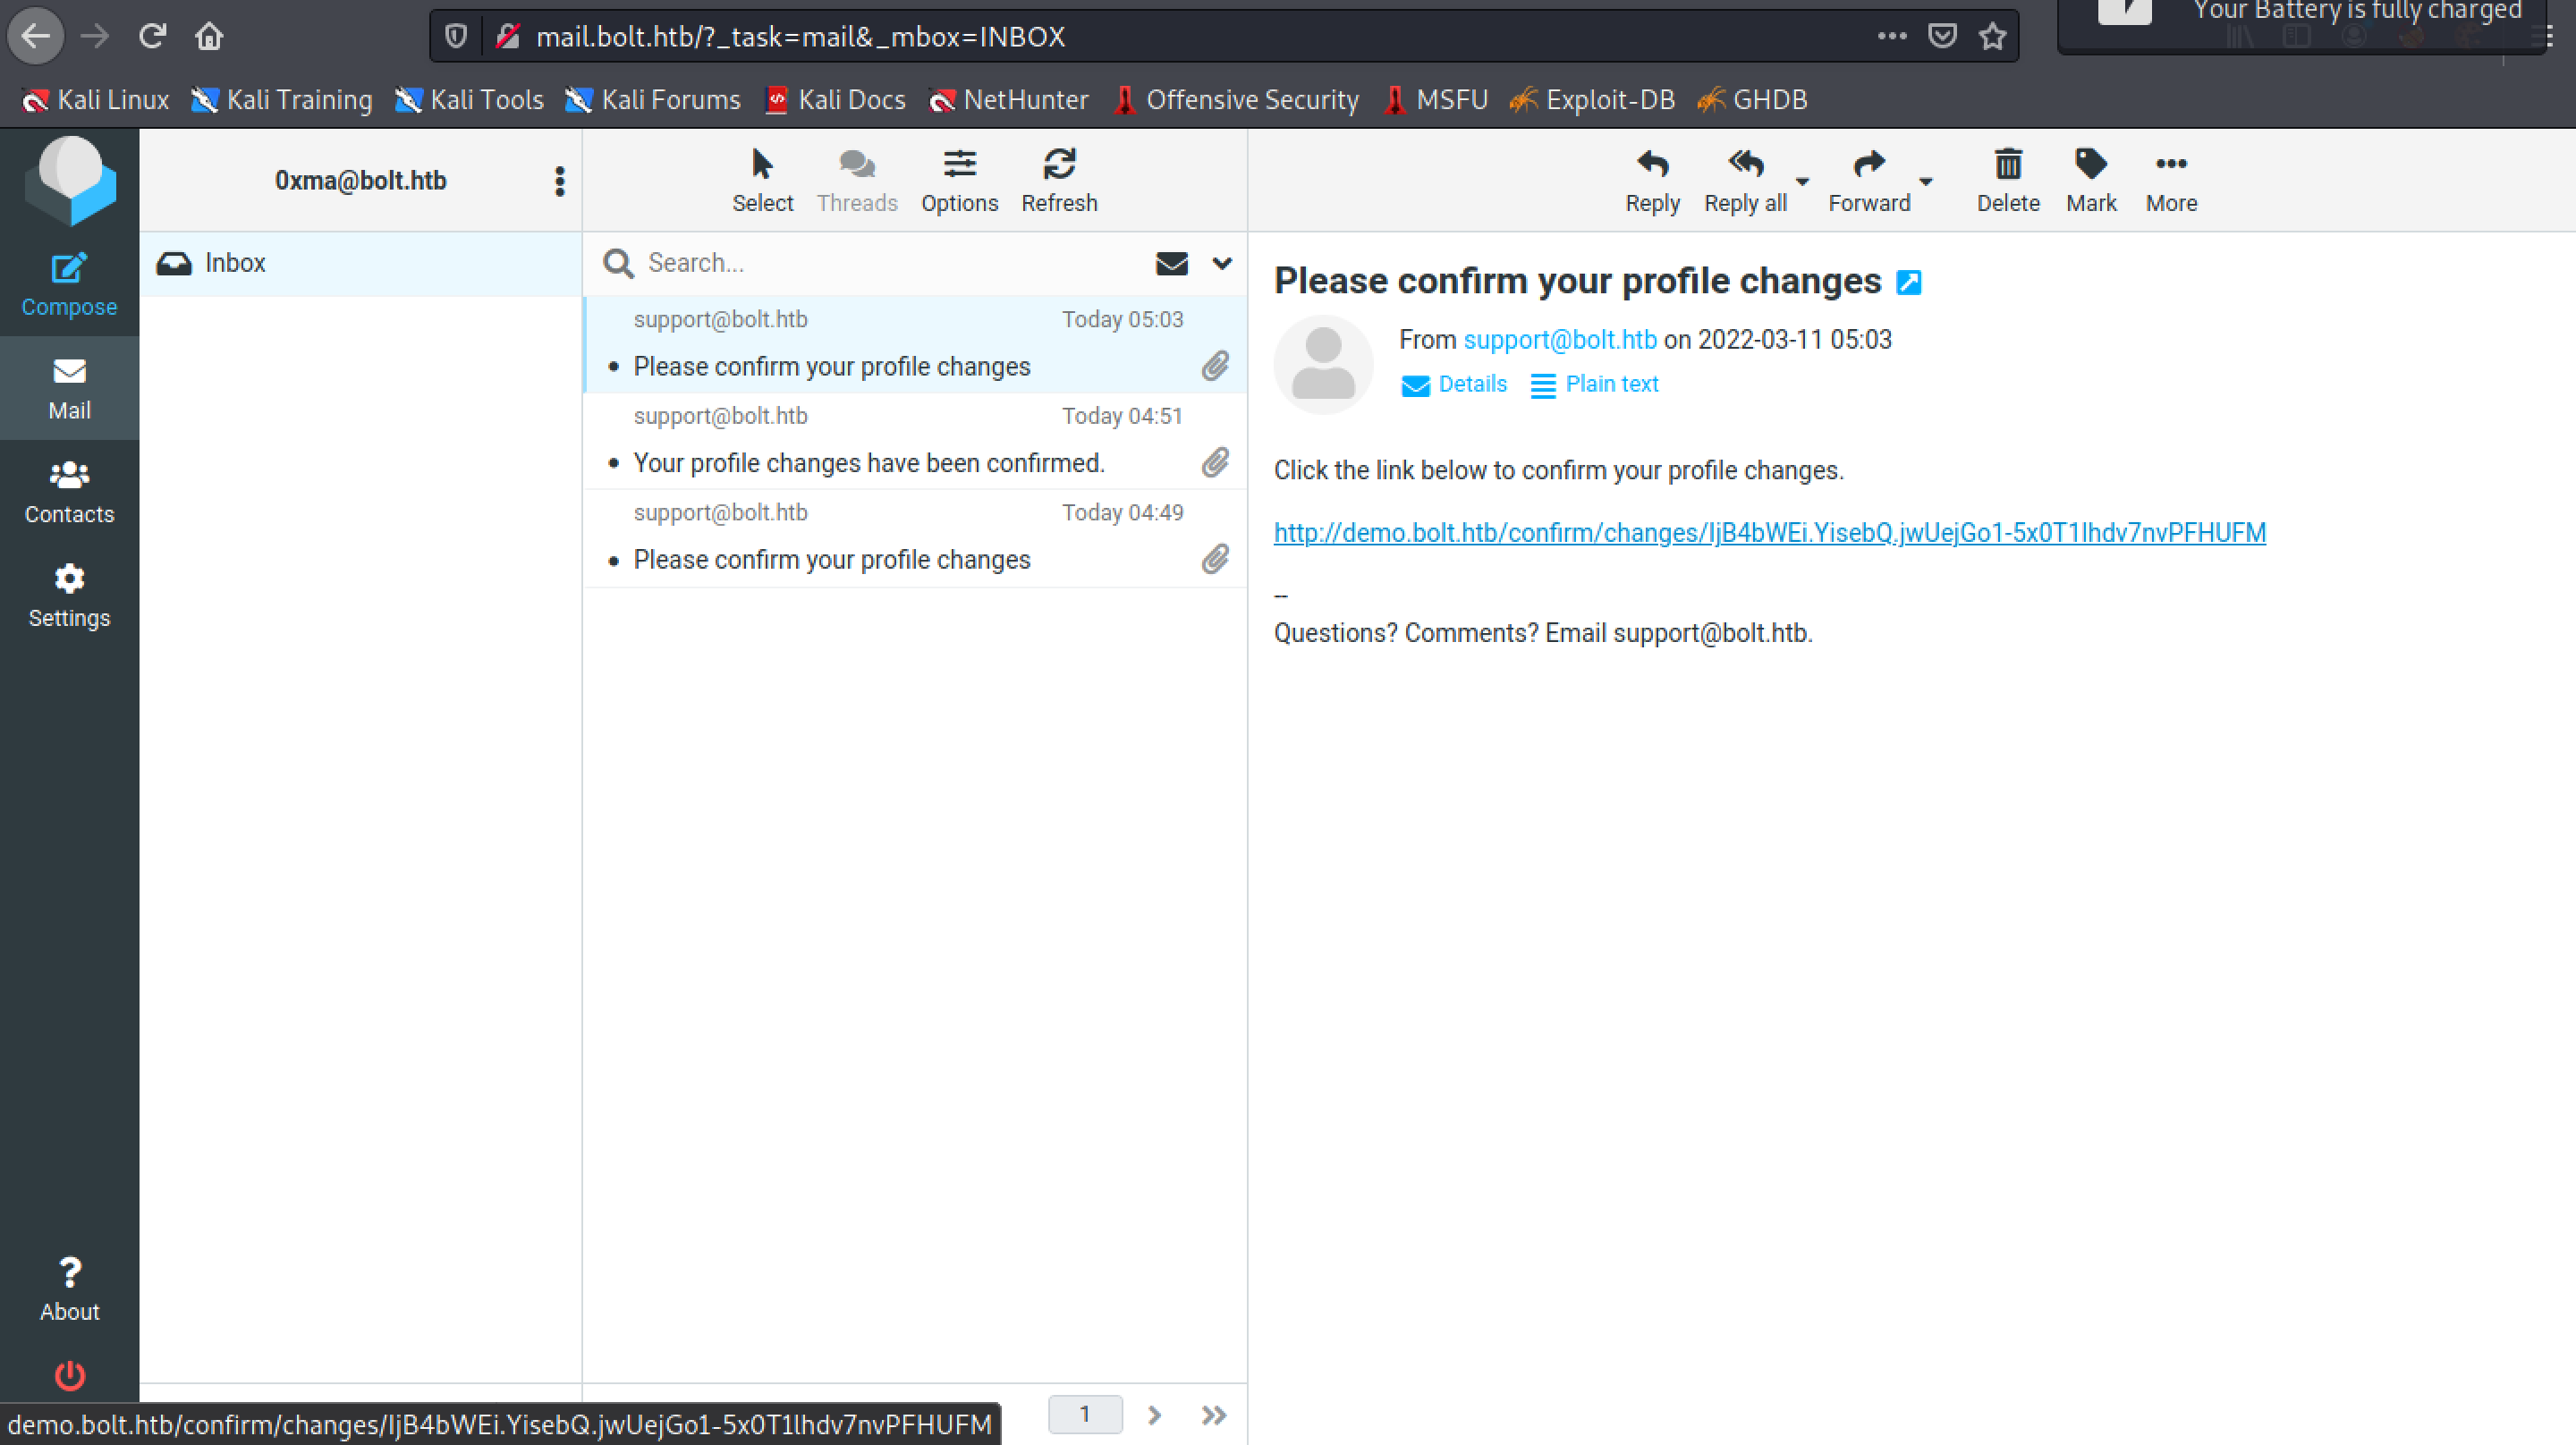 Your Battery is fully charged
mail.bolt.htb/?_task=mail&_mbox=INBOX
Kali Linux Kali Training Kali Tools Kali Forums Kali Docs NetHunter Offensive Security MSFU Exploit-DB GHDB
0xma@bolt.htb
Select Threads Options Refresh
Reply Reply all Forward Delete Mark More
Compose
Mail
Contacts
Settings
About
Inbox
Search...
support@bolt.htb Today 05:03
Please confirm your profile changes
support@bolt.htb Today 04:51
Your profile changes have been confirmed.
support@bolt.htb Today 04:49
Please confirm your profile changes
Please confirm your profile changes
From support@bolt.htb on 2022-03-11 05:03
Details Plain text
Click the link below to confirm your profile changes.
http://demo.bolt.htb/confirm/changes/IjB4bWEi.YisebQ.jwUejGo1-5x0T1lhdv7nvPFHUFM
--
Questions? Comments? Email support@bolt.htb.
1
demo.bolt.htb/confirm/changes/IjB4bWEi.YisebQ.jwUejGo1-5x0T1lhdv7nvPFHUFM